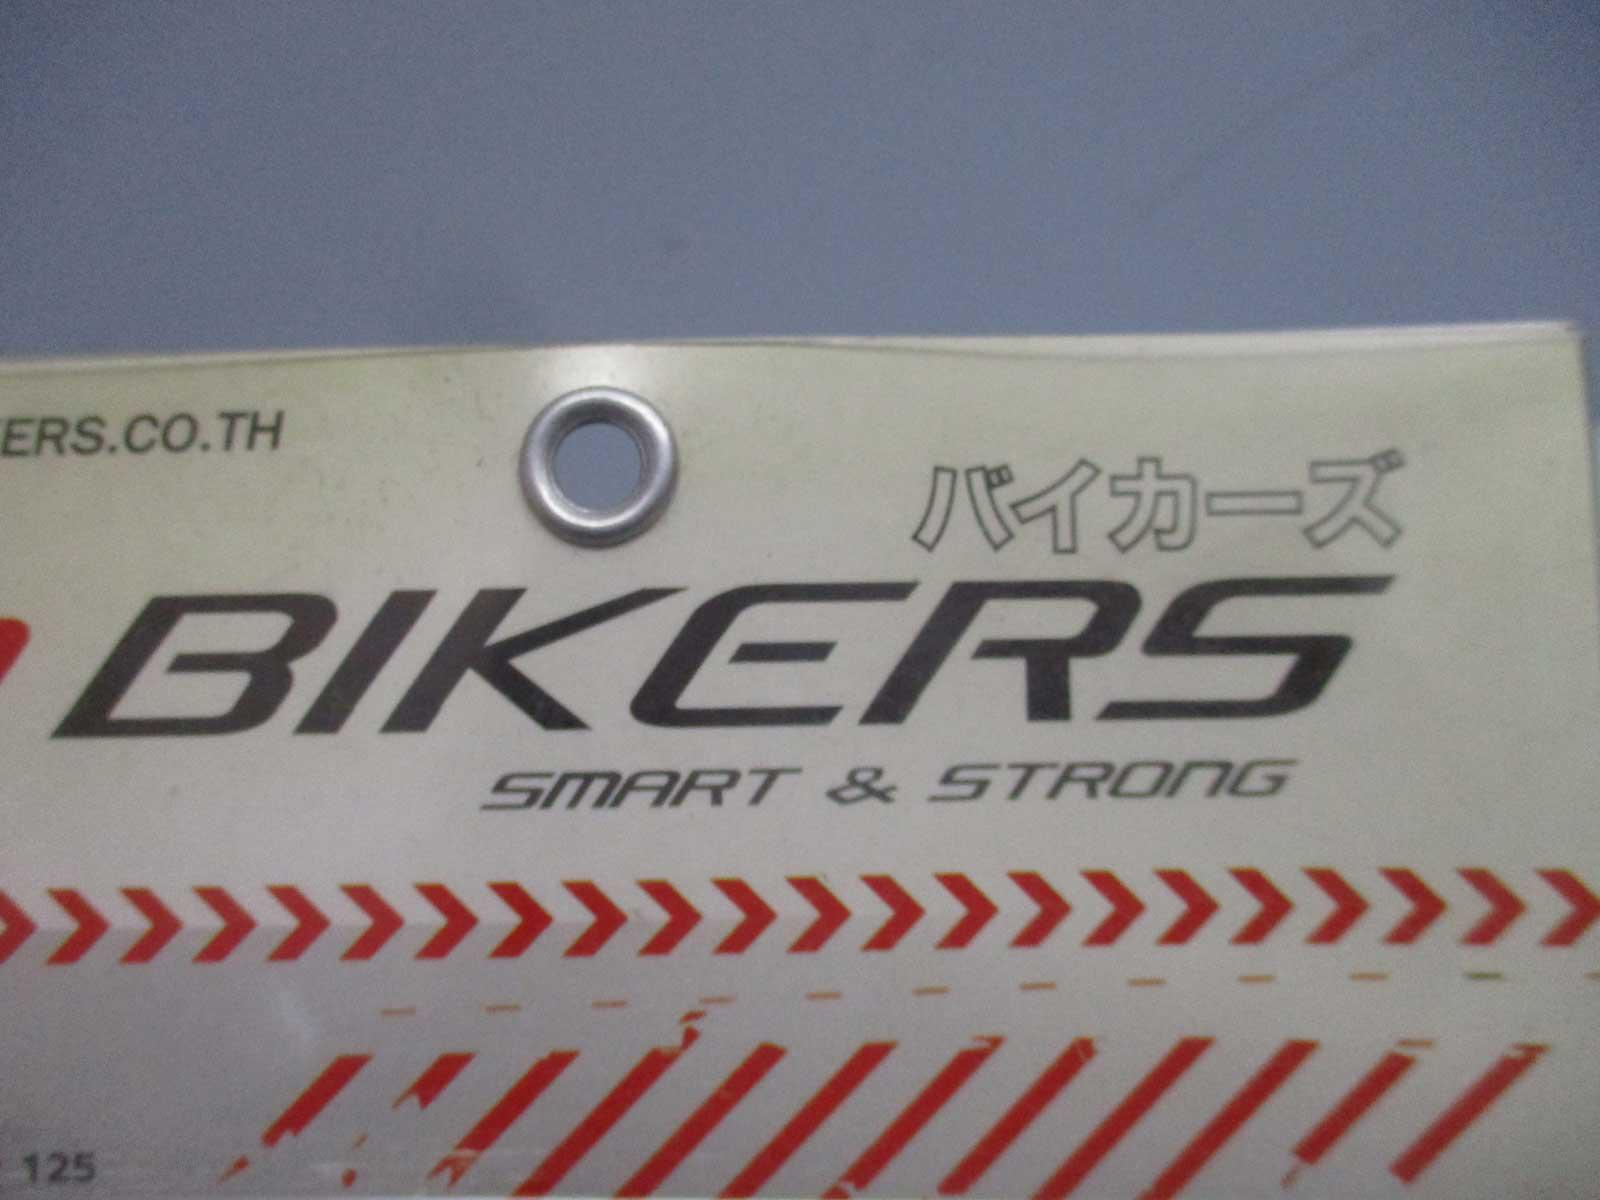 ERS.CO.TH
バイカーズ
BIKERS
SMART & STRONG
125